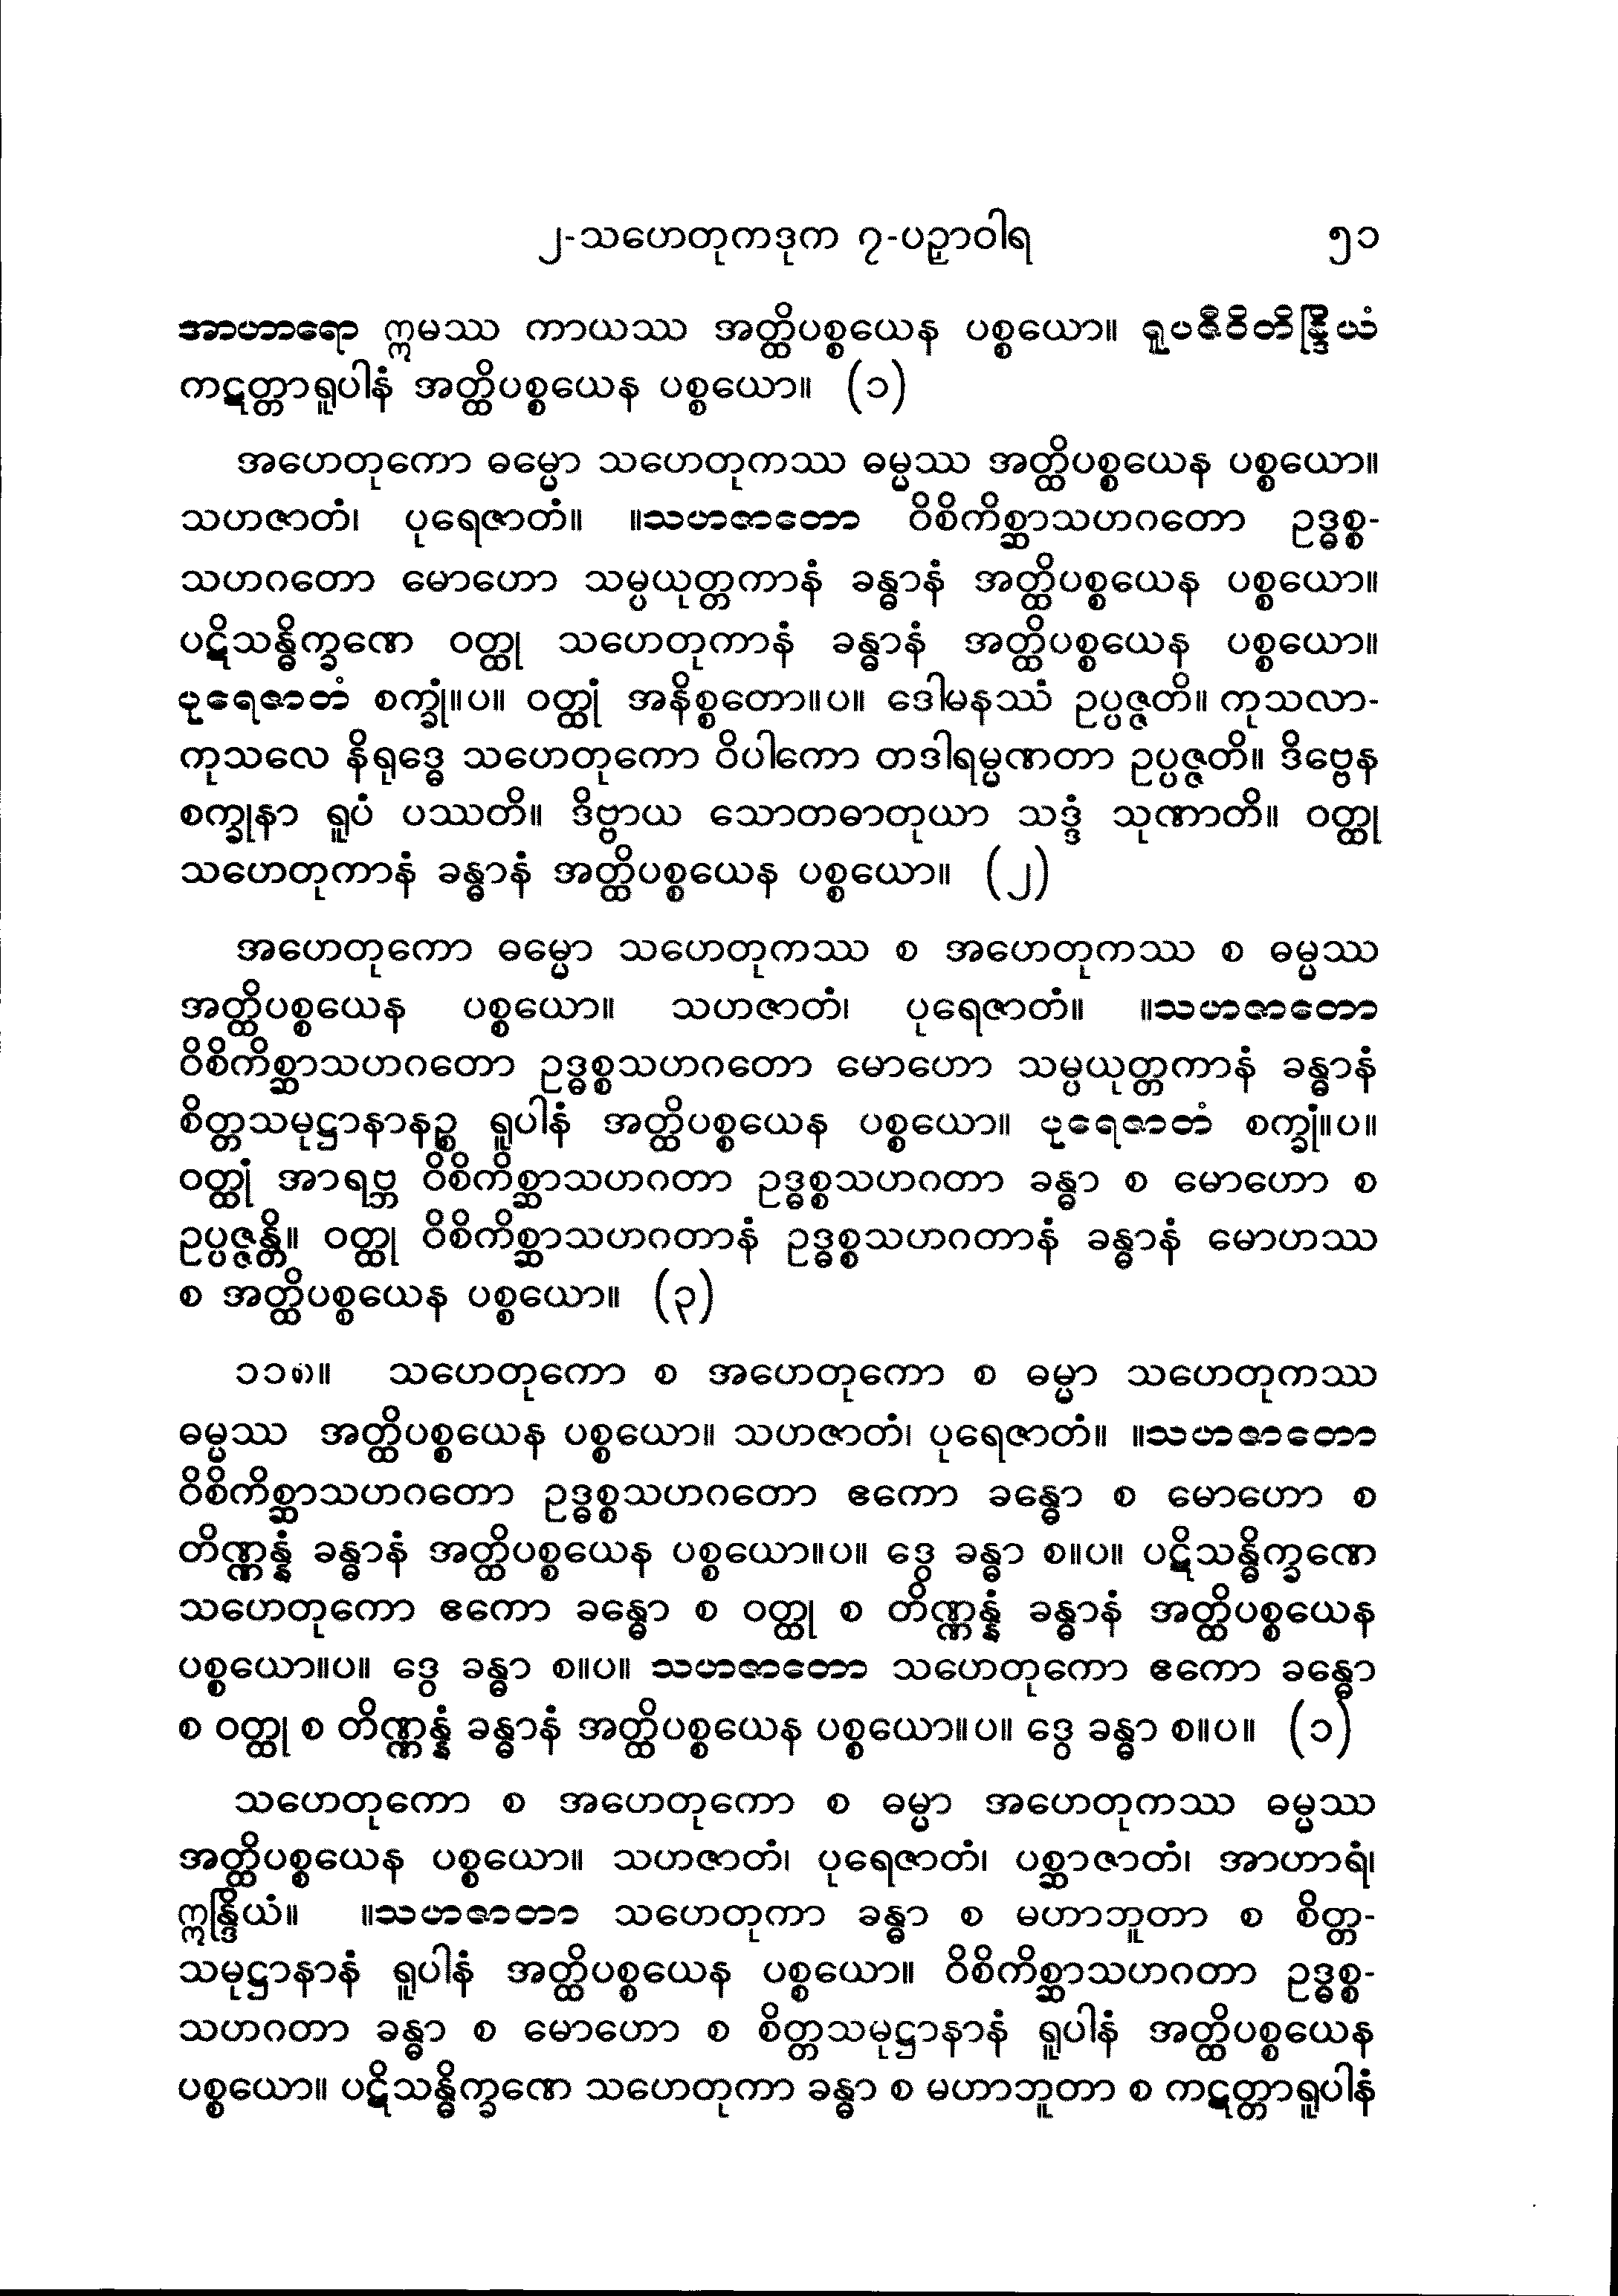 ၂-သဟေတုကဒုက ၇-ပဉှာဝါရ ၅၁
အာဟာရော ဣမဿ ကာယဿ အတ္ထိပစ္စယေန ပစ္စယော။ ရူပဇီဝိတိန္ဒြိယံ
ကဋတ္တာရူပါနံ အတ္ထိပစ္စယေန ပစ္စယော။ (၁)
အဟေတုကော ဓမ္မော သဟေတုကဿ ဓမ္မဿ အတ္ထိပစ္စယေန ပစ္စယော။
သဟဇာတံ၊ ပုရေဇာတံ။ ။သဟဇာတော ဝိစိကိစ္ဆာသဟဂတော ဥဒ္ဓစ္စ-
သဟဂတော မောဟော သမ္ပယုတ္တကာနံ ခန္ဓာနံ အတ္ထိပစ္စယေန ပစ္စယော။
ပဋိသန္ဓိက္ခဏေ ဝတ္ထု သဟေတုကာနံ ခန္ဓာနံ အတ္ထိပစ္စယေန ပစ္စယော။
ပုရေဇာတံ စက္ခုံ။ပ။ ဝတ္ထုံ အနိစ္စတော။ပ။ ဒေါမနဿံ ဥပ္ပဇ္ဇတိ။ ကုသလာ-
ကုသလေ နိရုဒ္ဓေ သဟေတုကော ဝိပါကော တဒါရမ္မဏတာ ဥပ္ပဇ္ဇတိ။ ဒိဗ္ဗေန
စက္ခုနာ ရူပံ ပဿတိ။ ဒိဗ္ဗာယ သောတဓာတုယာ သဒ္ဒံ သုဏာတိ။ ဝတ္ထု
သဟေတုကာနံ ခန္ဓာနံ အတ္ထိပစ္စယေန ပစ္စယော။ (၂)
အဟေတုကော ဓမ္မော သဟေတုကဿ စ အဟေတုကဿ စ ဓမ္မဿ
အတ္ထိပစ္စယေန ပစ္စယော။ သဟဇာတံ၊ ပုရေဇာတံ။ ။သဟဇာတော
ဝိစိကိစ္ဆာသဟဂတော ဥဒ္ဓစ္စသဟဂတော မောဟော သမ္ပယုတ္တကာနံ ခန္ဓာနံ
စိတ္တသမုဋ္ဌာနာနဉ္စ ရူပါနံ အတ္ထိပစ္စယေန ပစ္စယော။ ပုရေဇာတံ စက္ခုံ။ပ။
ဝတ္ထုံ အာရဗ္ဘ ဝိစိကိစ္ဆာသဟဂတာ ဥဒ္ဓစ္စသဟဂတာ ခန္ဓာ စ မောဟော စ
ဥပ္ပဇ္ဇန္တိ။ ဝတ္ထု ဝိစိကိစ္ဆာသဟဂတာနံ ဥဒ္ဓစ္စသဟဂတာနံ ခန္ဓာနံ မောဟဿ
စ အတ္ထိပစ္စယေန ပစ္စယော။ (၃)
၁၁၈။ သဟေတုကော စ အဟေတုကော စ ဓမ္မာ သဟေတုကဿ
ဓမ္မဿ အတ္ထိပစ္စယေန ပစ္စယော။ သဟဇာတံ၊ ပုရေဇာတံ။ ။သဟဇာတော
ဝိစိကိစ္ဆာသဟဂတော ဥဒ္ဓစ္စသဟဂတော ဧကော ခန္ဓော စ မောဟော စ
တိဏ္ဏန္နံ ခန္ဓာနံ အတ္ထိပစ္စယေန ပစ္စယော။ပ။ ဒွေ ခန္ဓာ စ။ပ။ ပဋိသန္ဓိက္ခဏေ
သဟေတုကော ဧကော ခန္ဓော စ ဝတ္ထု စ တိဏ္ဏန္နံ ခန္ဓာနံ အတ္ထိပစ္စယေန
ပစ္စယော။ပ။ ဒွေ ခန္ဓာ စ။ပ။ သဟဇာတော သဟေတုကော ဧကော ခန္ဓော
စ ဝတ္ထု စ တိဏ္ဏန္နံ ခန္ဓာနံ အတ္ထိပစ္စယေန ပစ္စယော။ပ။ ဒွေ ခန္ဓာ စ။ပ။ (၁)
သဟေတုကော စ အဟေတုကော စ ဓမ္မာ အဟေတုကဿ ဓမ္မဿ
အတ္ထိပစ္စယေန ပစ္စယော။ သဟဇာတံ၊ ပုရေဇာတံ၊ ပစ္ဆာဇာတံ၊ အာဟာရံ၊
ဣန္ဒြိယံ။ ။သဟဇာတာ သဟေတုကာ ခန္ဓာ စ မဟာဘူတာ စ စိတ္တ-
သမုဋ္ဌာနာနံ ရူပါနံ အတ္ထိပစ္စယေန ပစ္စယော။ ဝိစိကိစ္ဆာသဟဂတာ ဥဒ္ဓစ္စ-
သဟဂတာ ခန္ဓာ စ မောဟော စ စိတ္တသမုဋ္ဌာနာနံ ရူပါနံ အတ္ထိပစ္စယေန
ပစ္စယော။ ပဋိသန္ဓိက္ခဏေ သဟေတုကာ ခန္ဓာ စ မဟာဘူတာ စ ကဋတ္တာရူပါနံ